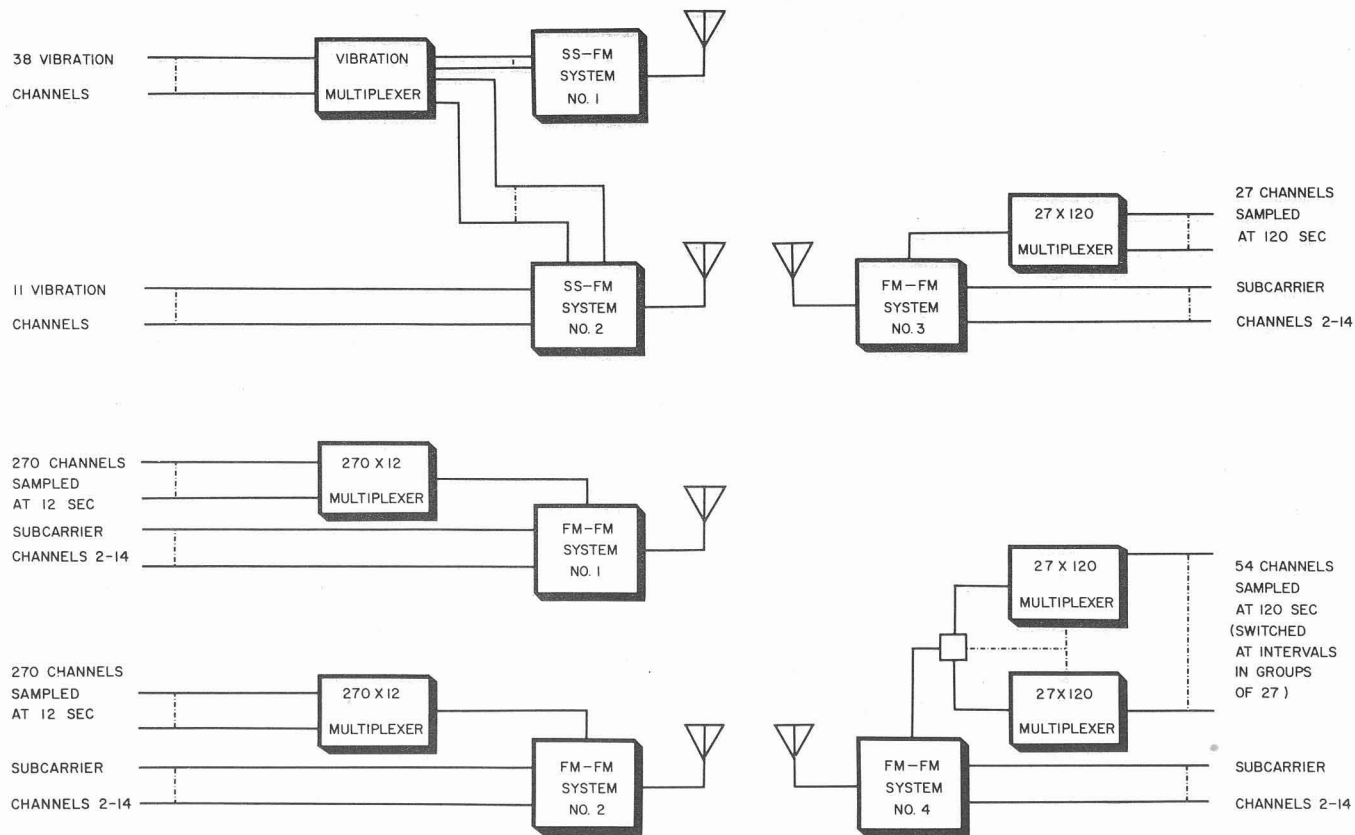 38 VIBRATION
CHANNELS
VIBRATION
MULTIPLEXER
SS-FM
SYSTEM
NO. 1
11 VIBRATION
CHANNELS
SS-FM
SYSTEM
NO. 2
27 X 120
MULTIPLEXER
27 CHANNELS
SAMPLED
AT 120 SEC
FM-FM
SYSTEM
NO. 3
SUBCARRIER
CHANNELS 2-14
270 CHANNELS
SAMPLED
AT 12 SEC
270 X 12
MULTIPLEXER
SUBCARRIER
CHANNELS 2-14
FM-FM
SYSTEM
NO. 1
270 CHANNELS
SAMPLED
AT 12 SEC
270 X 12
MULTIPLEXER
SUBCARRIER
CHANNELS 2-14
FM-FM
SYSTEM
NO. 2
27 X 120
MULTIPLEXER
27X120
MULTIPLEXER
54 CHANNELS
SAMPLED
AT 120 SEC
(SWITCHED
AT INTERVALS
IN GROUPS
OF 27 )
FM-FM
SYSTEM
NO. 4
SUBCARRIER
CHANNELS 2-14